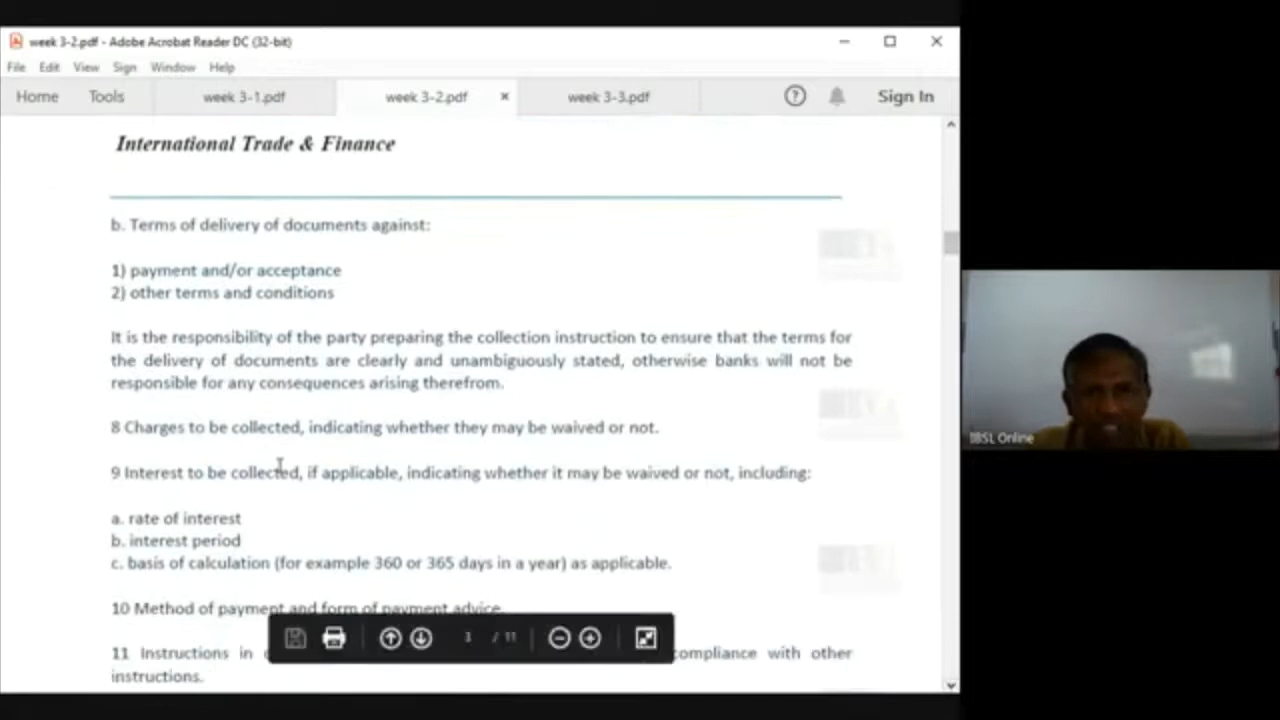 week 3-2.pdf - Adobe Acrobat Reader DC (32-bit)
File Edit View Sign Window Help
Home Tools week 3-1.pdf week 3-2.pdf × week 3-3.pdf ? Sign In
International Trade & Finance
b. Terms of delivery of documents against:
1) payment and/or acceptance
2) other terms and conditions
It is the responsibility of the party preparing the collection instruction to ensure that the terms for
the delivery of documents are clearly and unambiguously stated, otherwise banks will not be
responsible for any consequences arising therefrom.
8 Charges to be collected, indicating whether they may be waived or not.
9 Interest to be collected, if applicable, indicating whether it may be waived or not, including:
a. rate of interest
b. interest period
c. basis of calculation (for example 360 or 365 days in a year) as applicable.
10 Method of payment and form of payment advice.
11 Instructions in compliance with other
instructions.
3 / 11
IBSL Online